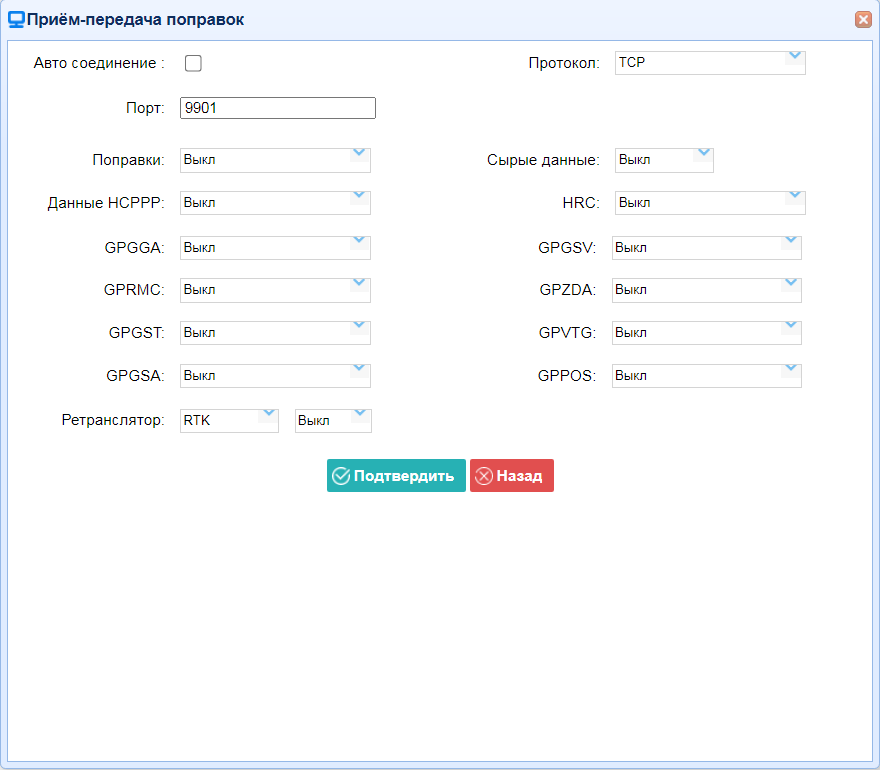 Приём-передача поправок
Авто соединение : Протокол: TCP
Порт: 9901
Поправки: Выкл Сырые данные: Выкл
Данные HCPPP: Выкл HRC: Выкл
GPGGA: Выкл GPGSV: Выкл
GPRMC: Выкл GPZDA: Выкл
GPGST: Выкл GPVTG: Выкл
GPGSA: Выкл GPPOS: Выкл
Ретранслятор: RTK Выкл
Подтвердить Назад